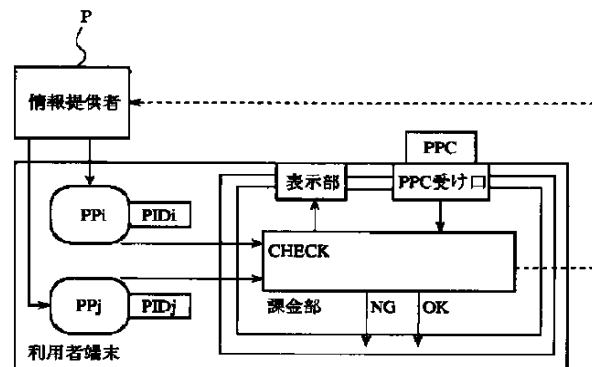 P
情報提供者
PPC
表示部
PPC受け口
PPi
PIDi
CHECK
PPj
PIDj
課金部
NG
OK
利用者端末